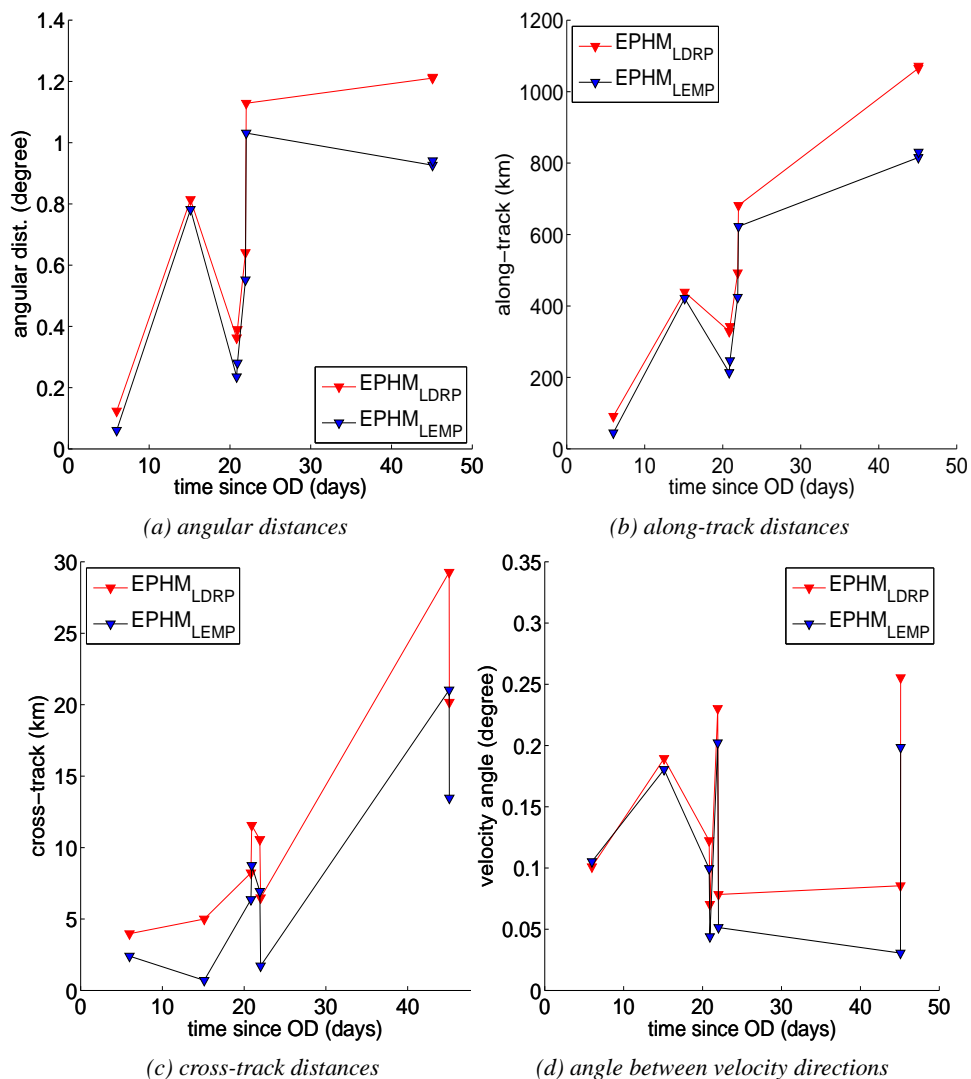 1.4
1.2
1
0.8
0.6
0.4
0.2
0
angular dist. (degree)
EPHM_LDRP
EPHM_LEMP
0 10 20 30 40 50
time since OD (days)
(a) angular distances
1200
1000
800
600
400
200
0
along−track (km)
EPHM_LDRP
EPHM_LEMP
0 10 20 30 40 50
time since OD (days)
(b) along-track distances
30
25
20
15
10
5
0
cross−track (km)
EPHM_LDRP
EPHM_LEMP
0 10 20 30 40
time since OD (days)
(c) cross-track distances
0.35
0.3
0.25
0.2
0.15
0.1
0.05
0
velocity angle (degree)
EPHM_LDRP
EPHM_LEMP
0 10 20 30 40 50
time since OD (days)
(d) angle between velocity directions